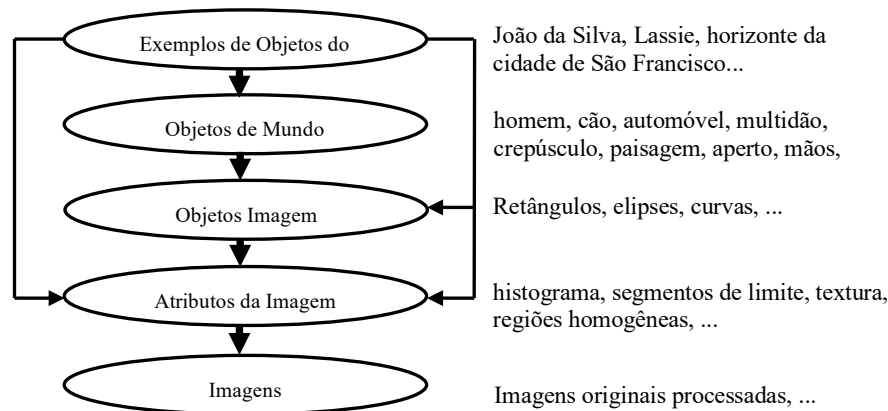 Exemplos de Objetos do
João da Silva, Lassie, horizonte da
cidade de São Francisco...
Objetos de Mundo
homem, cão, automóvel, multidão,
crepúsculo, paisagem, aperto, mãos,
Objetos Imagem
Retângulos, elipses, curvas, ...
Atributos da Imagem
histograma, segmentos de limite, textura,
regiões homogêneas, ...
Imagens
Imagens originais processadas, ...